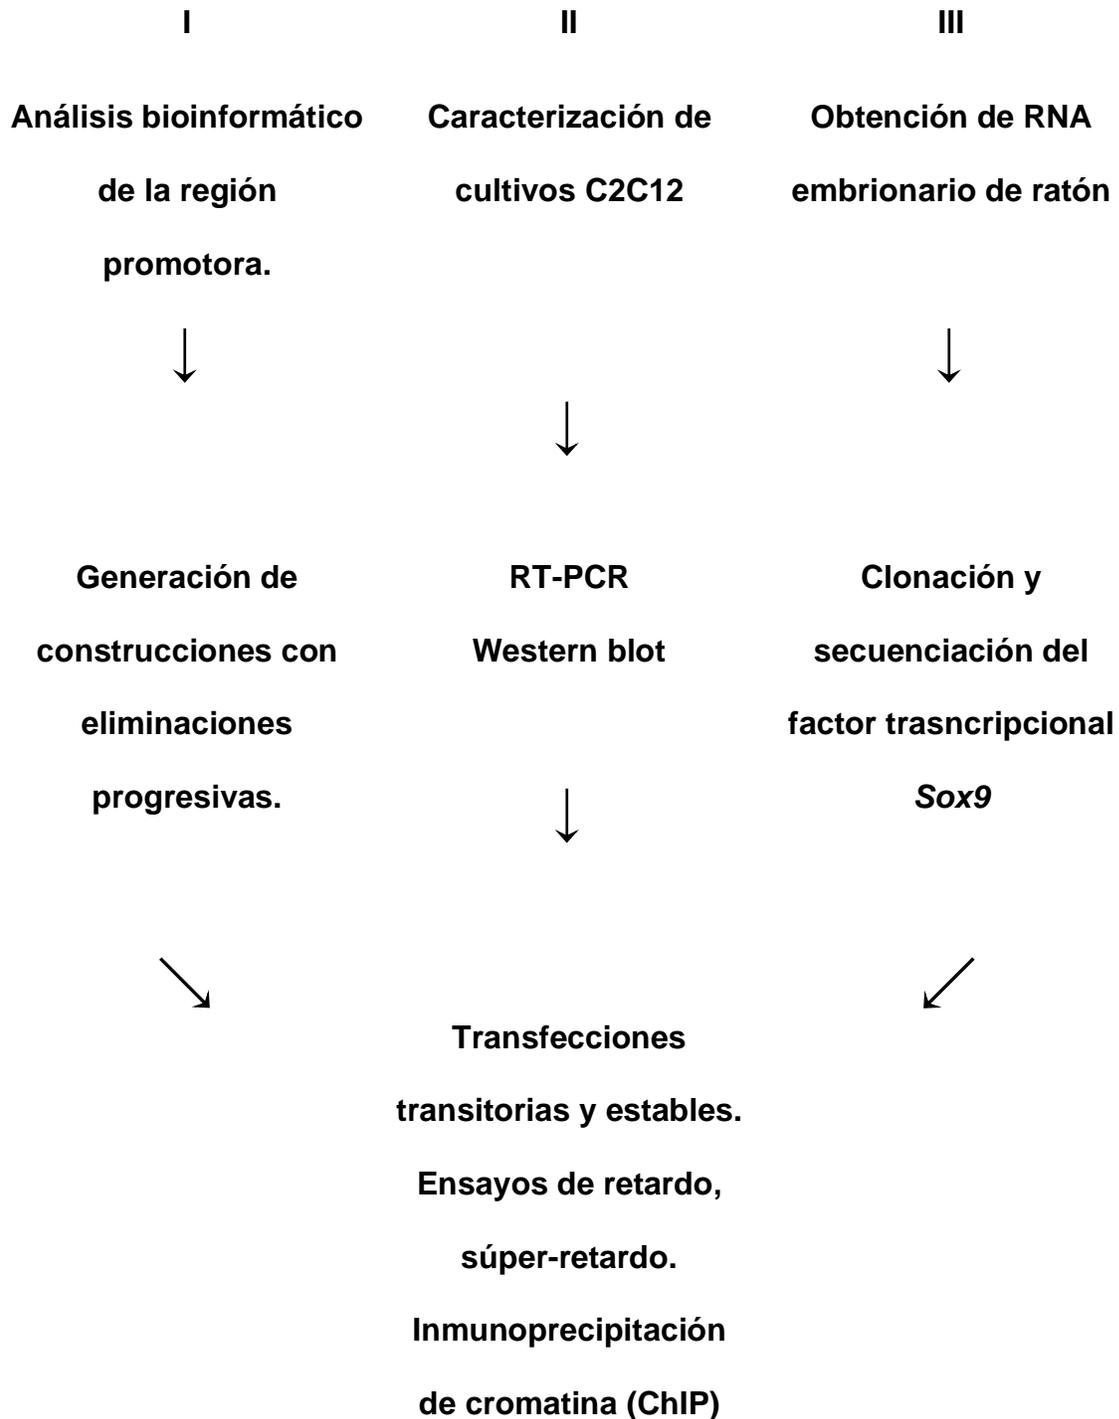 I
Análisis bioinformático
de la región
promotora.
Generación de
construcciones con
eliminaciones
progresivas.
II
Caracterización de
cultivos C2C12
RT-PCR
Western blot
III
Obtención de RNA
embrionario de ratón
Clonación y
secuenciación del
factor trasncripcional
Sox9
Transfecciones
transitorias y estables.
Ensayos de retardo,
súper-retardo.
Inmunoprecipitación
de cromatina (ChIP)